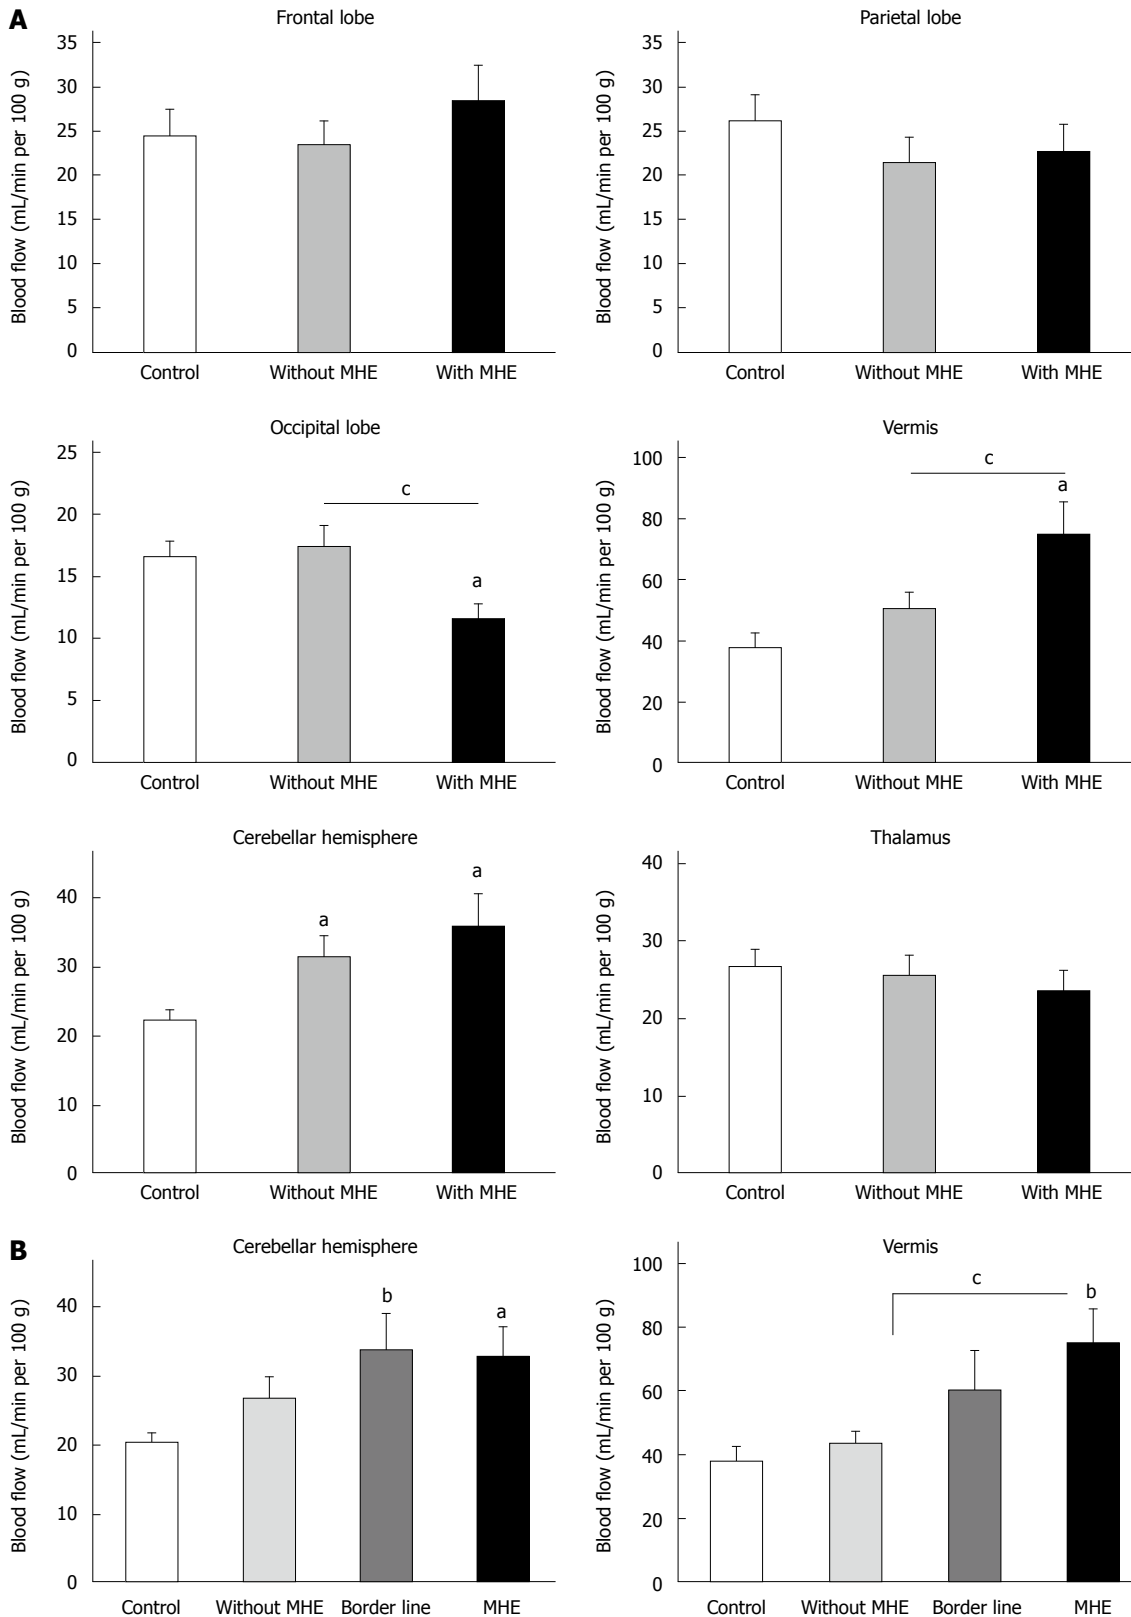 A
Frontal lobe
Blood flow (mL/min per 100 g)
35
30
25
20
15
10
5
0
Control Without MHE With MHE
Parietal lobe
Blood flow (mL/min per 100 g)
35
30
25
20
15
10
5
0
Control Without MHE With MHE
Occipital lobe
Blood flow (mL/min per 100 g)
25
20
15
10
5
0
c
a
Control Without MHE With MHE
Vermis
Blood flow (mL/min per 100 g)
100
80
60
40
20
0
c
a
Control Without MHE With MHE
Cerebellar hemisphere
Blood flow (mL/min per 100 g)
40
30
20
10
0
a
a
Control Without MHE With MHE
Thalamus
Blood flow (mL/min per 100 g)
40
30
20
10
0
Control Without MHE With MHE
B
Cerebellar hemisphere
Blood flow (mL/min per 100 g)
40
30
20
10
0
b
a
Control Without MHE Border line MHE
Vermis
Blood flow (mL/min per 100 g)
100
80
60
40
20
0
c
b
Control Without MHE Border line MHE